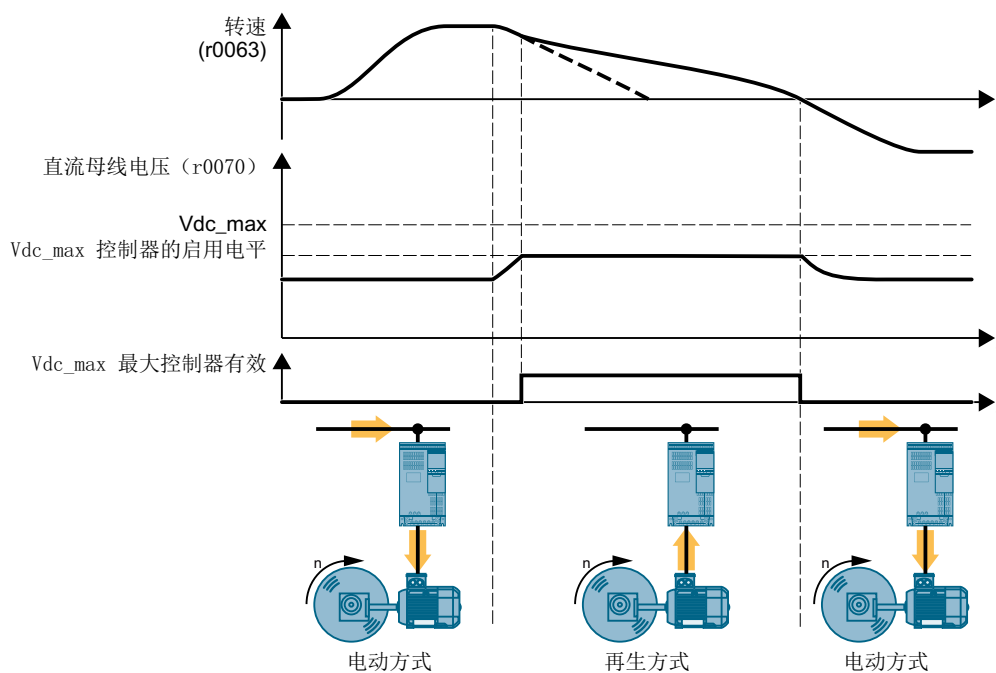 转速
(r0063)
直流母线电压（r0070）
Vdc_max
Vdc_max 控制器的启用电平
Vdc_max 最大控制器有效
n
n
n
电动方式
再生方式
电动方式